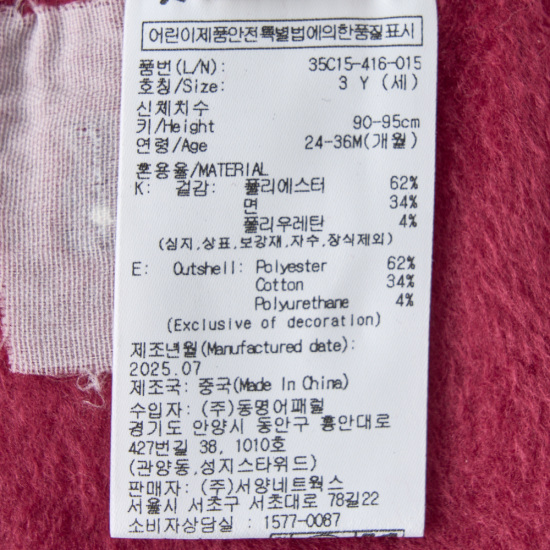 어린이제품안전특별법에의한품질표시
품번(L/N): 35C15-416-015
호칭/Size: 3 Y (세)
신체치수
키/Height 90-95cm
연령/Age 24-36M(개월)
혼용율/MATERIAL
K: 겉감: 폴리에스터 62%
면 34%
폴리우레탄 4%
(심지,상표,보강재,자수,장식제외)
E: Outshell: Polyester 62%
Cotton 34%
Polyurethane 4%
(Exclusive of decoration)
제조년월(Manufactured date):
2025.07
제조국: 중국(Made In China)
수입자: (주)동명어패럴
경기도 안양시 동안구 흥안대로
427번길 38, 1010호
(관양동,성지스타위드)
판매자: (주)서양네트웍스
서울시 서초구 서초대로 78길22
소비자상담실 : 1577-0087